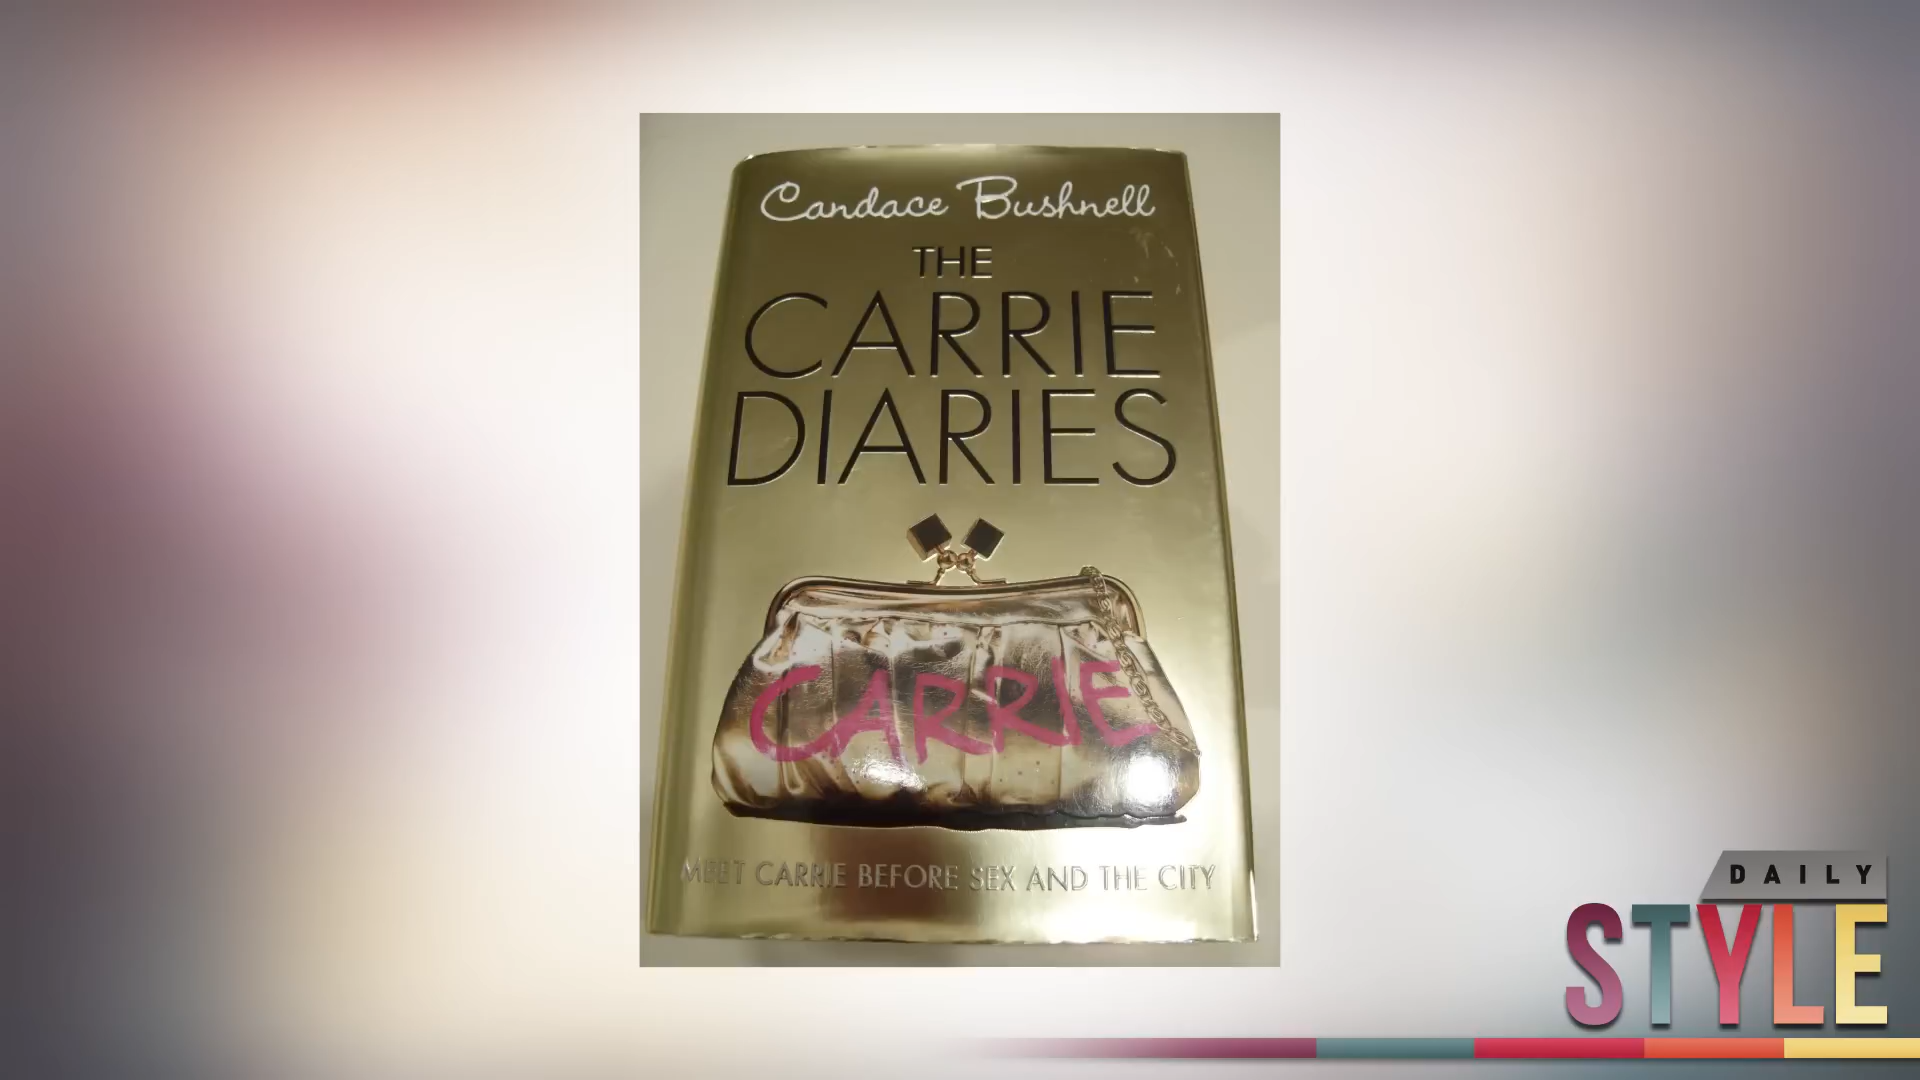 Candace Bushnell
THE
CARRIE
DIARIES
CARRIE
MEET CARRIE BEFORE SEX AND THE CITY
DAILY
STYLE